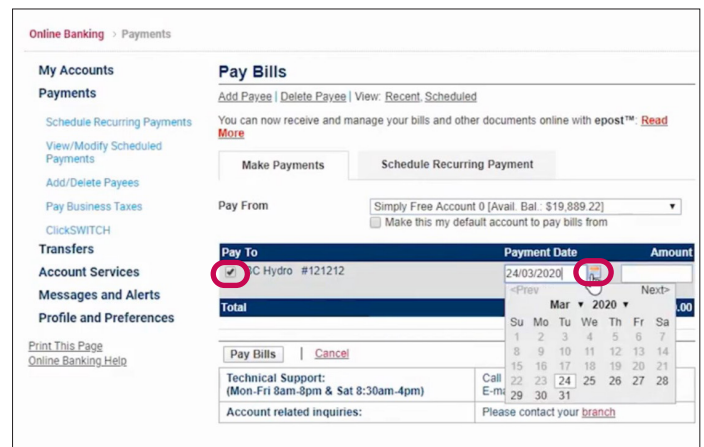 Online Banking > Payments
My Accounts
Payments
Schedule Recurring Payments
View/Modify Scheduled
Payments
Add/Delete Payees
Pay Business Taxes
ClickSWITCH
Transfers
Account Services
Messages and Alerts
Profile and Preferences
Print This Page
Online Banking Help
Pay Bills
Add Payee | Delete Payee | View: Recent, Scheduled
You can now receive and manage your bills and other documents online with epost™. Read
More
Make Payments Schedule Recurring Payment
Pay From Simply Free Account 0 [Avail. Bal.: $19,889.22]
Make this my default account to pay bills from
Pay To Payment Date Amount
Hydro #121212 24/03/2020
Total .00
<Prev Next>
Mar 2020
Su Mo Tu We Th Fr Sa
1 2 3 4 5 6 7
8 9 10 11 12 13 14
15 16 17 18 19 20 21
22 23 24 25 26 27 28
29 30 31
Pay Bills | Cancel
Technical Support: Call
(Mon-Fri 8am-8pm & Sat 8:30am-4pm)
Account related inquiries: Please contact your branch